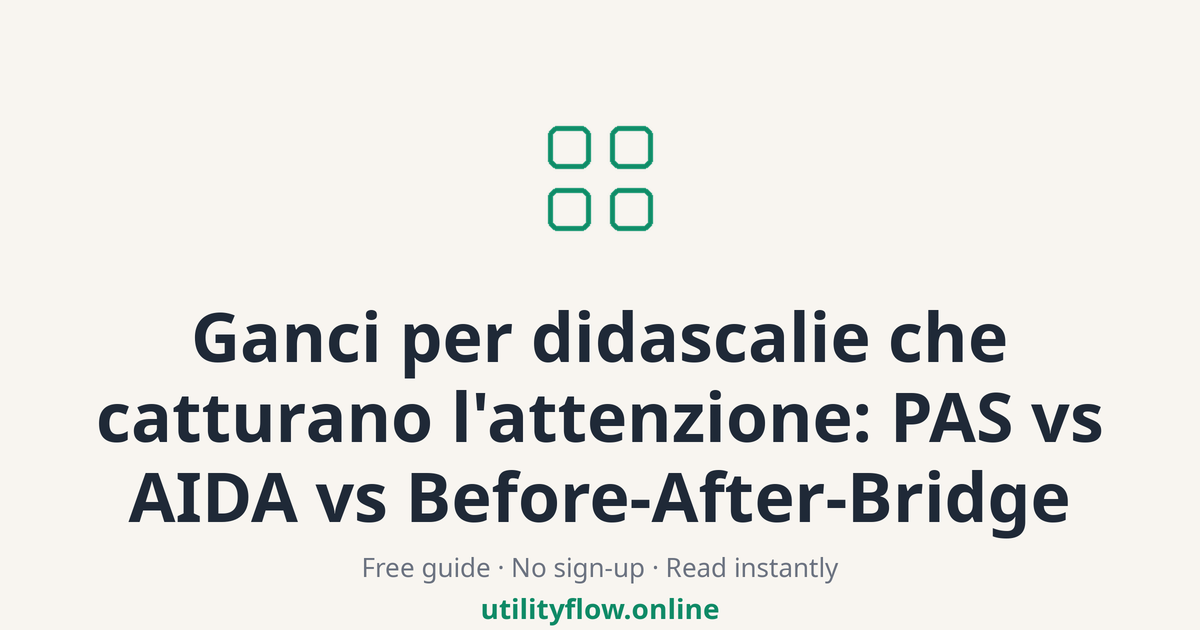 Ganci per didascalie che
catturano l'attenzione: PAS vs
AIDA vs Before-After-Bridge
Free guide · No sign-up · Read instantly
utilityflow.online